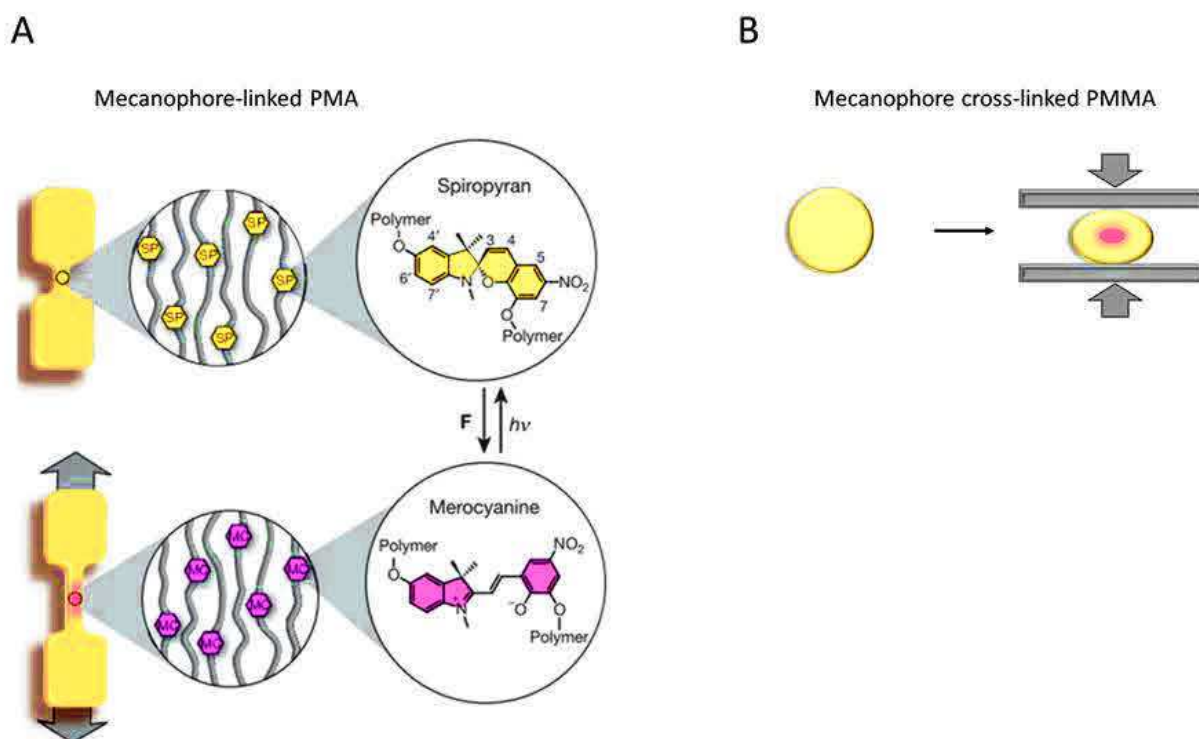 A
B
Mecanophore-linked PMA
Mecanophore cross-linked PMMA
Spiropyran
Polymer
O
4'
3
4
6'
7'
N
O
5
NO2
7
O
Polymer
SP
SP
SP
SP
SP
SP
F
hν
Merocyanine
Polymer
O
NO2
+
N
-
O
O
Polymer
MC
MC
MC
MC
MC
MC